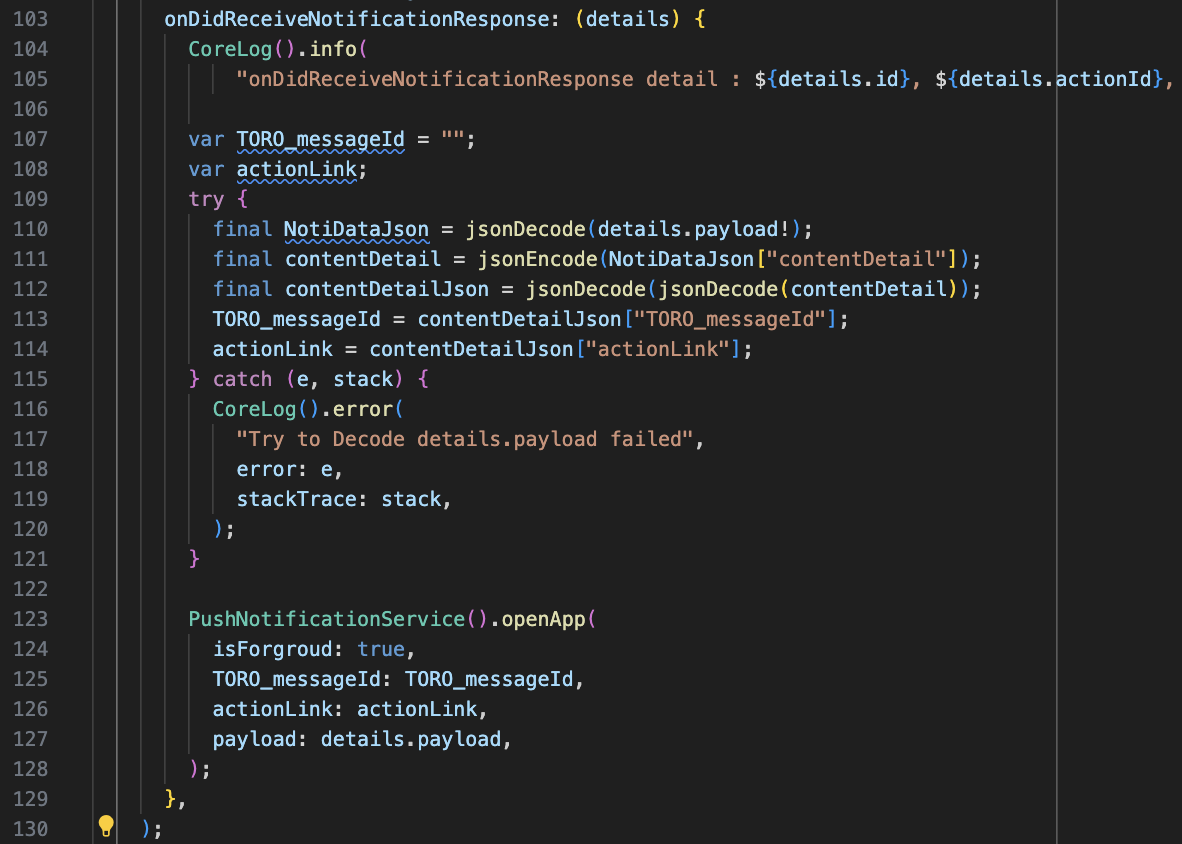 103 onDidReceiveNotificationResponse: (details) {
104 CoreLog().info(
105 "onDidReceiveNotificationResponse detail : ${details.id}, ${details.actionId},
106
107 var TORO_messageId = "";
108 var actionLink;
109 try {
110 final NotiDataJson = jsonDecode(details.payload!);
111 final contentDetail = jsonEncode(NotiDataJson["contentDetail"]);
112 final contentDetailJson = jsonDecode(jsonDecode(contentDetail));
113 TORO_messageId = contentDetailJson["TORO_messageId"];
114 actionLink = contentDetailJson["actionLink"];
115 } catch (e, stack) {
116 CoreLog().error(
117 "Try to Decode details.payload failed",
118 error: e,
119 stackTrace: stack,
120 );
121 }
122
123 PushNotificationService().openApp(
124 isForgroud: true,
125 TORO_messageId: TORO_messageId,
126 actionLink: actionLink,
127 payload: details.payload,
128 );
129 },
130 );